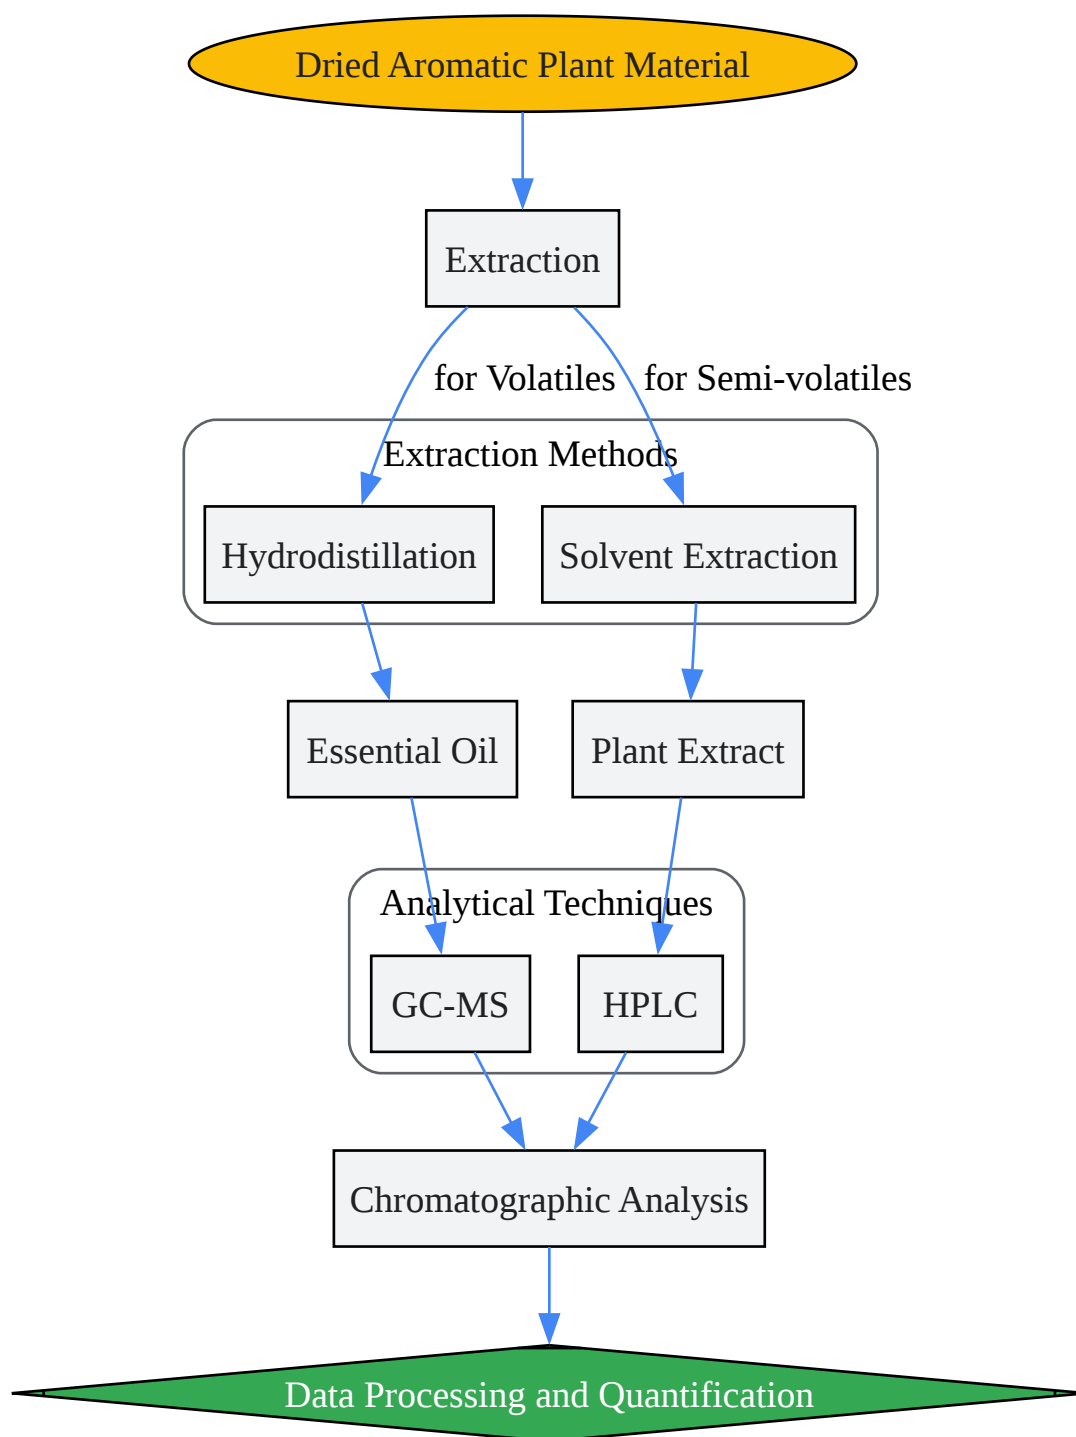 Dried Aromatic Plant Material
Extraction
for Volatiles
for Semi-volatiles
Extraction Methods
Hydrodistillation
Solvent Extraction
Essential Oil
Plant Extract
Analytical Techniques
GC-MS
HPLC
Chromatographic Analysis
Data Processing and Quantification